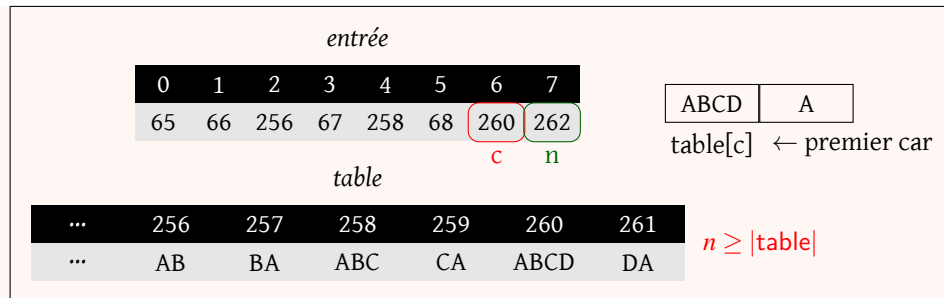 entrée
0 1 2 3 4 5 6 7
65 66 256 67 258 68 260 262
c n
ABCD A
table[c] ← premier car
table
... 256 257 258 259 260 261
... AB BA ABC CA ABCD DA
n ≥ |table|